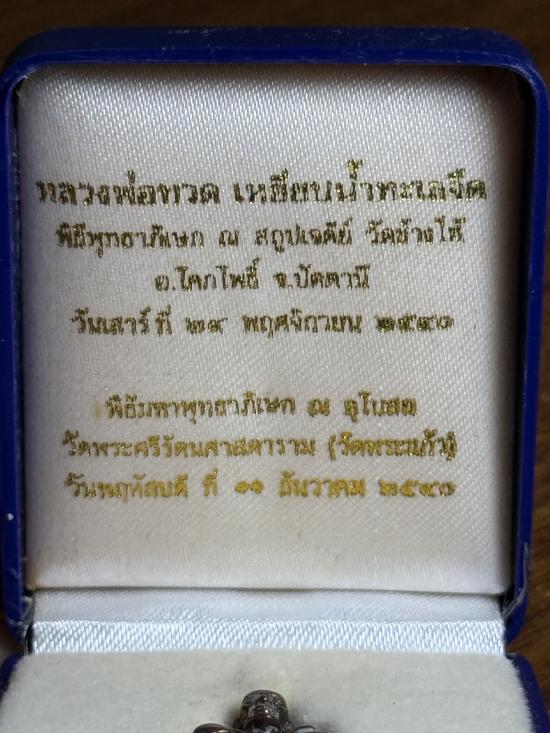 หลวงพ่อทวด เหยียบน้ำทะเลจืด
พิธีพุทธาภิเษก ณ สถูปเจดีย์ วัดช้างให้
อ.โคกโพธิ์ จ.ปัตตานี
วันเสาร์ที่ ๒๙ พฤศจิกายน ๒๕๔๐
พิธีมหาพุทธาภิเษก ณ อุโบสถ
วัดพระศรีรัตนศาสดาราม (วัดพระแก้ว)
วันพฤหัสบดี ที่ ๑๑ ธันวาคม ๒๕๔๐